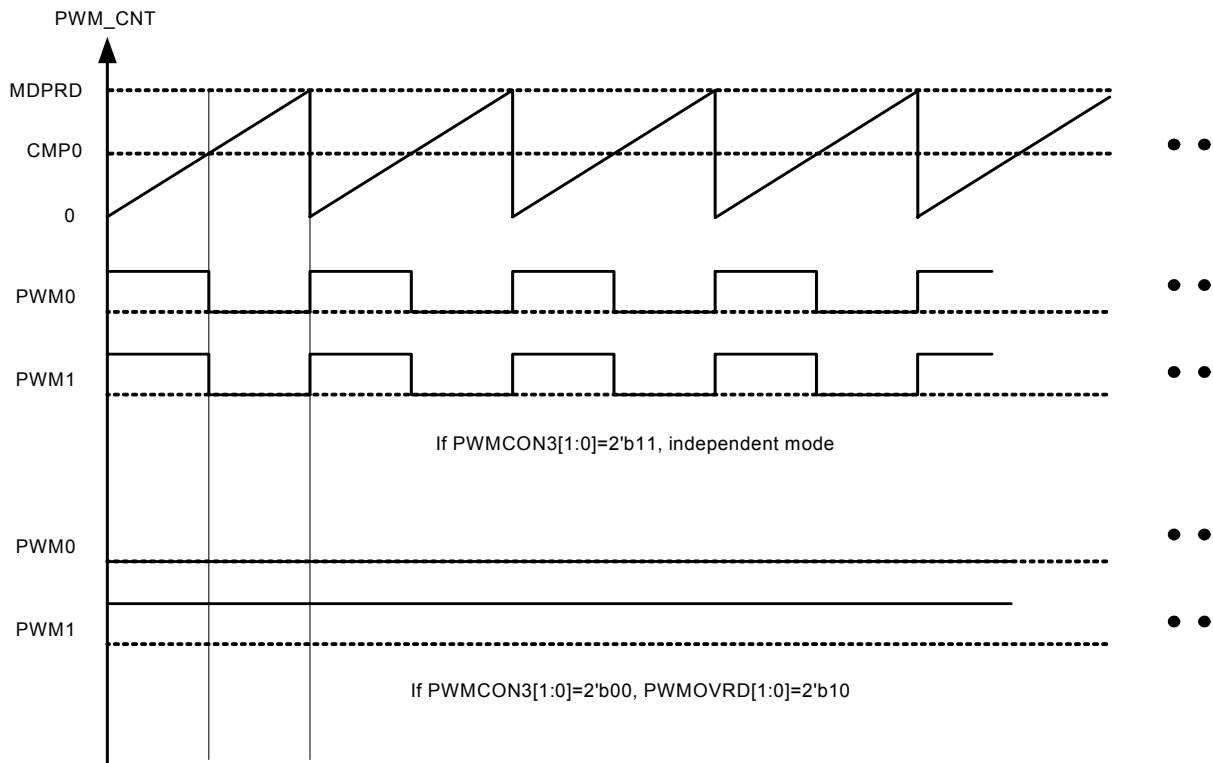 PWM_CNT
MDPRD
CMP0
0
PWM0
PWM1
If PWMCON3[1:0]=2'b11, independent mode
PWM0
PWM1
If PWMCON3[1:0]=2'b00, PWMOVRD[1:0]=2'b10